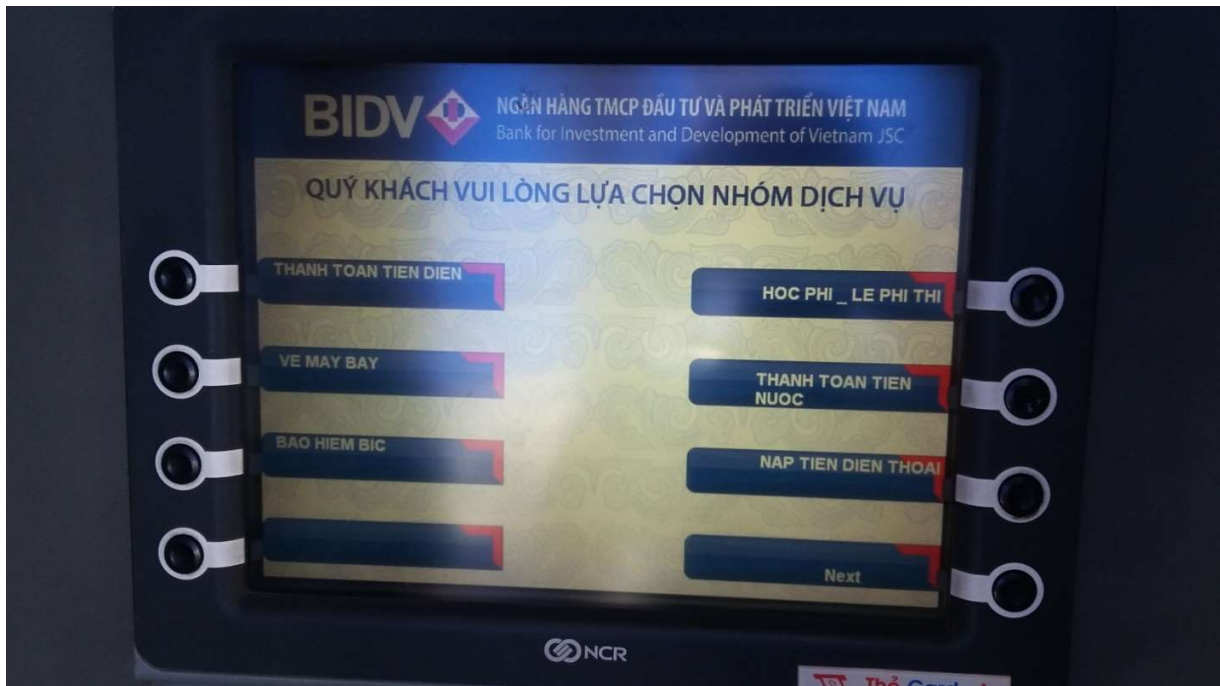 BIDV
NGÂN HÀNG TMCP ĐẦU TƯ VÀ PHÁT TRIỂN VIỆT NAM
Bank for Investment and Development of Vietnam JSC
QUÝ KHÁCH VUI LÒNG LỰA CHỌN NHÓM DỊCH VỤ
THANH TOAN TIEN DIEN
HOC PHI _ LE PHI THI
VE MAY BAY
THANH TOAN TIEN
NUOC
BAO HIEM BIC
NAP TIEN DIEN THOAI
Next
NCR
Thẻ